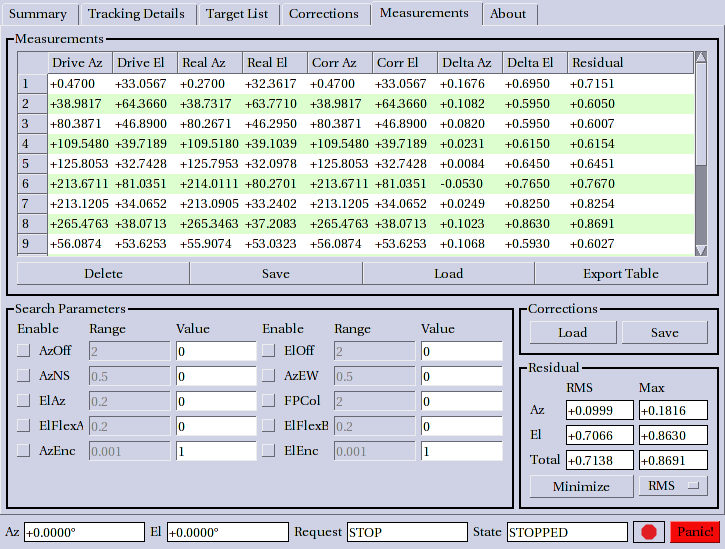 Summary Tracking Details Target List Corrections Measurements About
Measurements
Drive Az Drive El Real Az Real El Corr Az Corr El Delta Az Delta El Residual
1 +0.4700 +33.0567 +0.2700 +32.3617 +0.4700 +33.0567 +0.1676 +0.6950 +0.7151
2 +38.9817 +64.3660 +38.7317 +63.7710 +38.9817 +64.3660 +0.1082 +0.5950 +0.6050
3 +80.3871 +46.8900 +80.2671 +46.2950 +80.3871 +46.8900 +0.0820 +0.5950 +0.6007
4 +109.5480 +39.7189 +109.5180 +39.1039 +109.5480 +39.7189 +0.0231 +0.6150 +0.6154
5 +125.8053 +32.7428 +125.7953 +32.0978 +125.8053 +32.7428 +0.0084 +0.6450 +0.6451
6 +213.6711 +81.0351 +214.0111 +80.2701 +213.6711 +81.0351 -0.0530 +0.7650 +0.7670
7 +213.1205 +34.0652 +213.0905 +33.2402 +213.1205 +34.0652 +0.0249 +0.8250 +0.8254
8 +265.4763 +38.0713 +265.3463 +37.2083 +265.4763 +38.0713 +0.1023 +0.8630 +0.8691
9 +56.0874 +53.6253 +55.9074 +53.0323 +56.0874 +53.6253 +0.1068 +0.5930 +0.6027
Delete Save Load Export Table
Search Parameters
Enable Range Value Enable Range Value
AzOff 2 0 ElOff 2 0
AzNS 0.5 0 AzEW 0.5 0
ElAz 0.2 0 FPCol 2 0
ElFlexA 0.2 0 ElFlexB 0.2 0
AzEnc 0.001 1 ElEnc 0.001 1
Corrections
Load Save
Residual
RMS Max
Az +0.0999 +0.1816
El +0.7066 +0.8630
Total +0.7138 +0.8691
Minimize RMS
Az +0.0000° El +0.0000° Request STOP State STOPPED Panic!